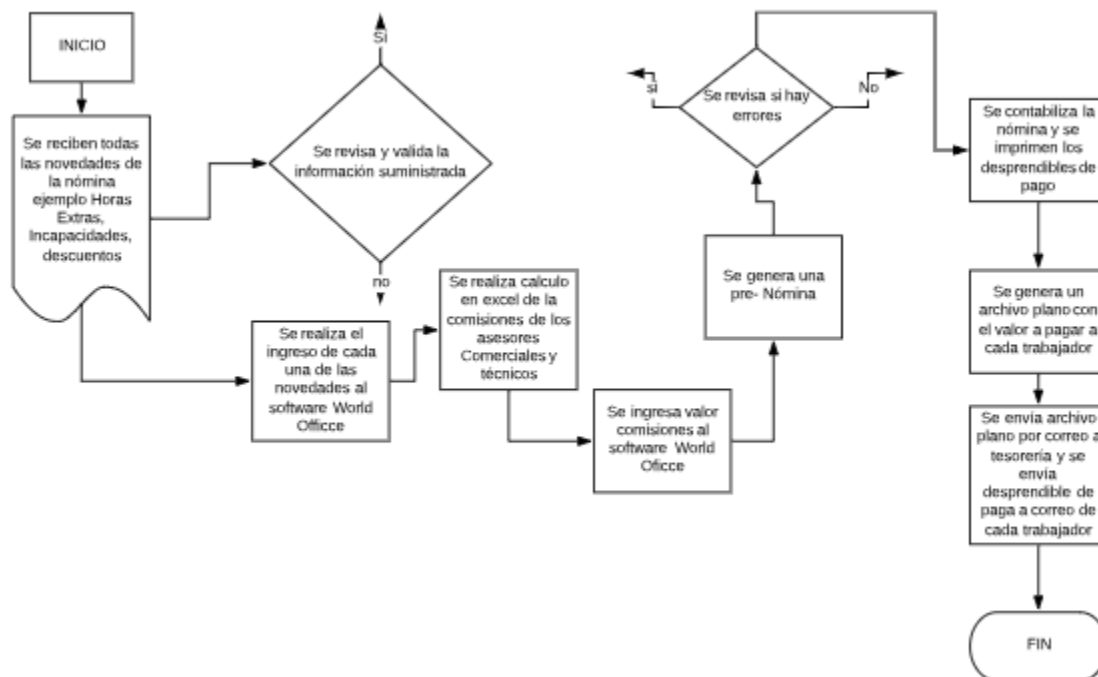 INICIO
Se reciben todas
las novedades de
la nómina
ejemplo Horas
Extras,
Incapacidades,
descuentos
Si
Se revisa y valida la
información suministrada
no
Se realiza el
ingreso de cada
una de las
novedades al
software World
Officce
Se realiza calculo
en excel de la
comisiones de los
asesores
Comerciales y
técnicos
Se ingresa valor
comisiones al
software World
Oficce
Se genera una
pre- Nómina
si
Se revisa si hay
errores
No
Se contabiliza la
nómina y se
imprimen los
desprendibles de
pago
Se genera un
archivo plano con
el valor a pagar a
cada trabajador
Se envía archivo
plano por correo a
tesorería y se
envía
desprendible de
paga a correo de
cada trabajador
FIN